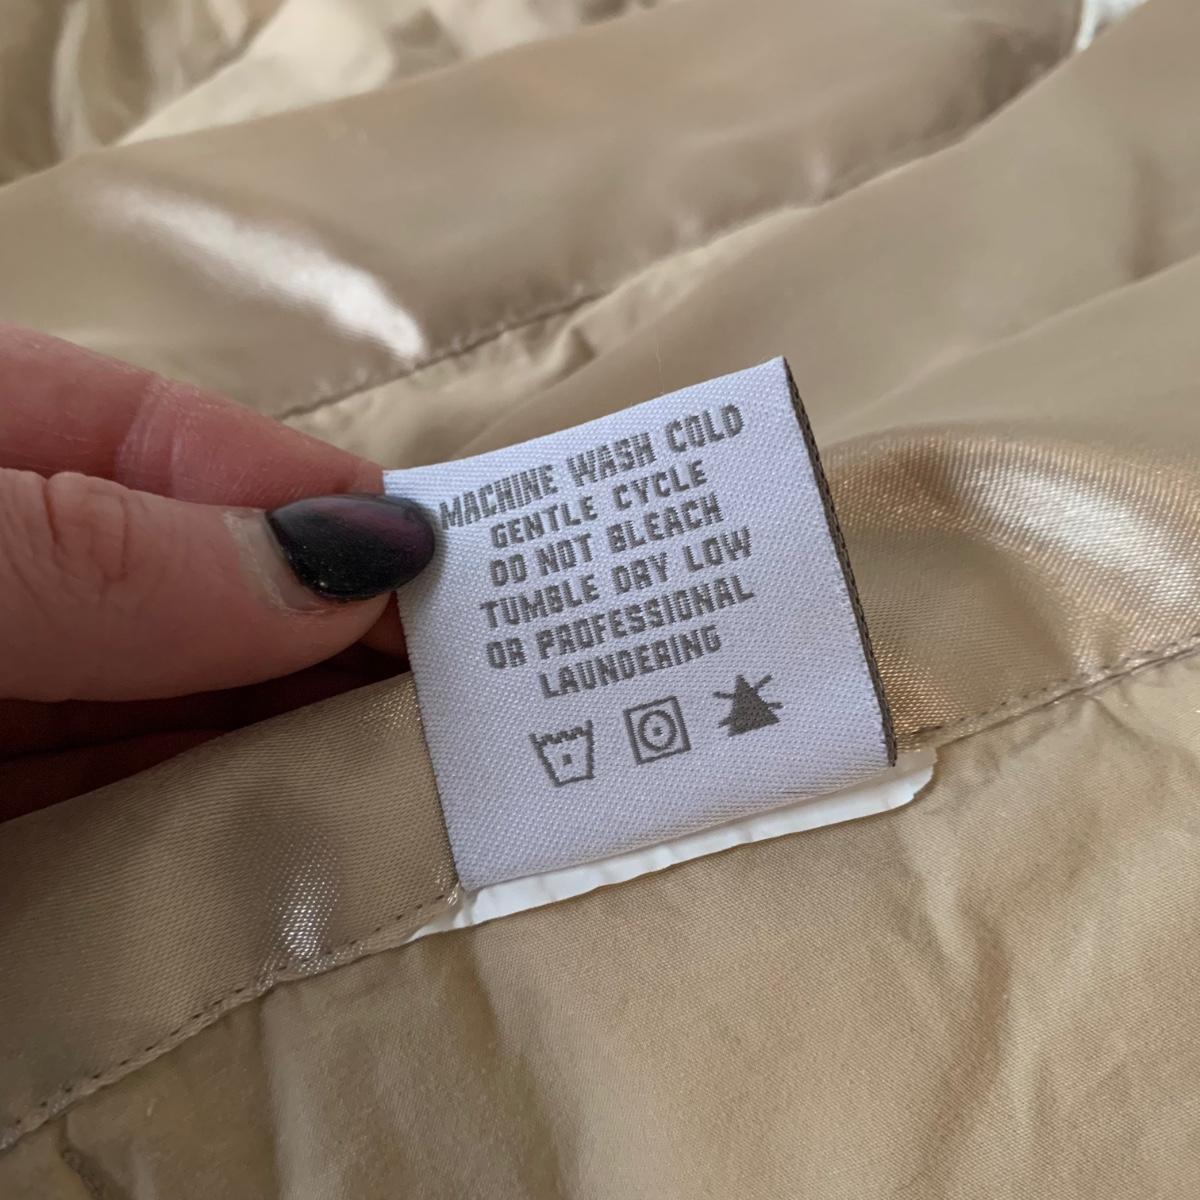 MACHINE WASH COLD
GENTLE CYCLE
DO NOT BLEACH
TUMBLE DRY LOW
OR PROFESSIONAL
LAUNDERING